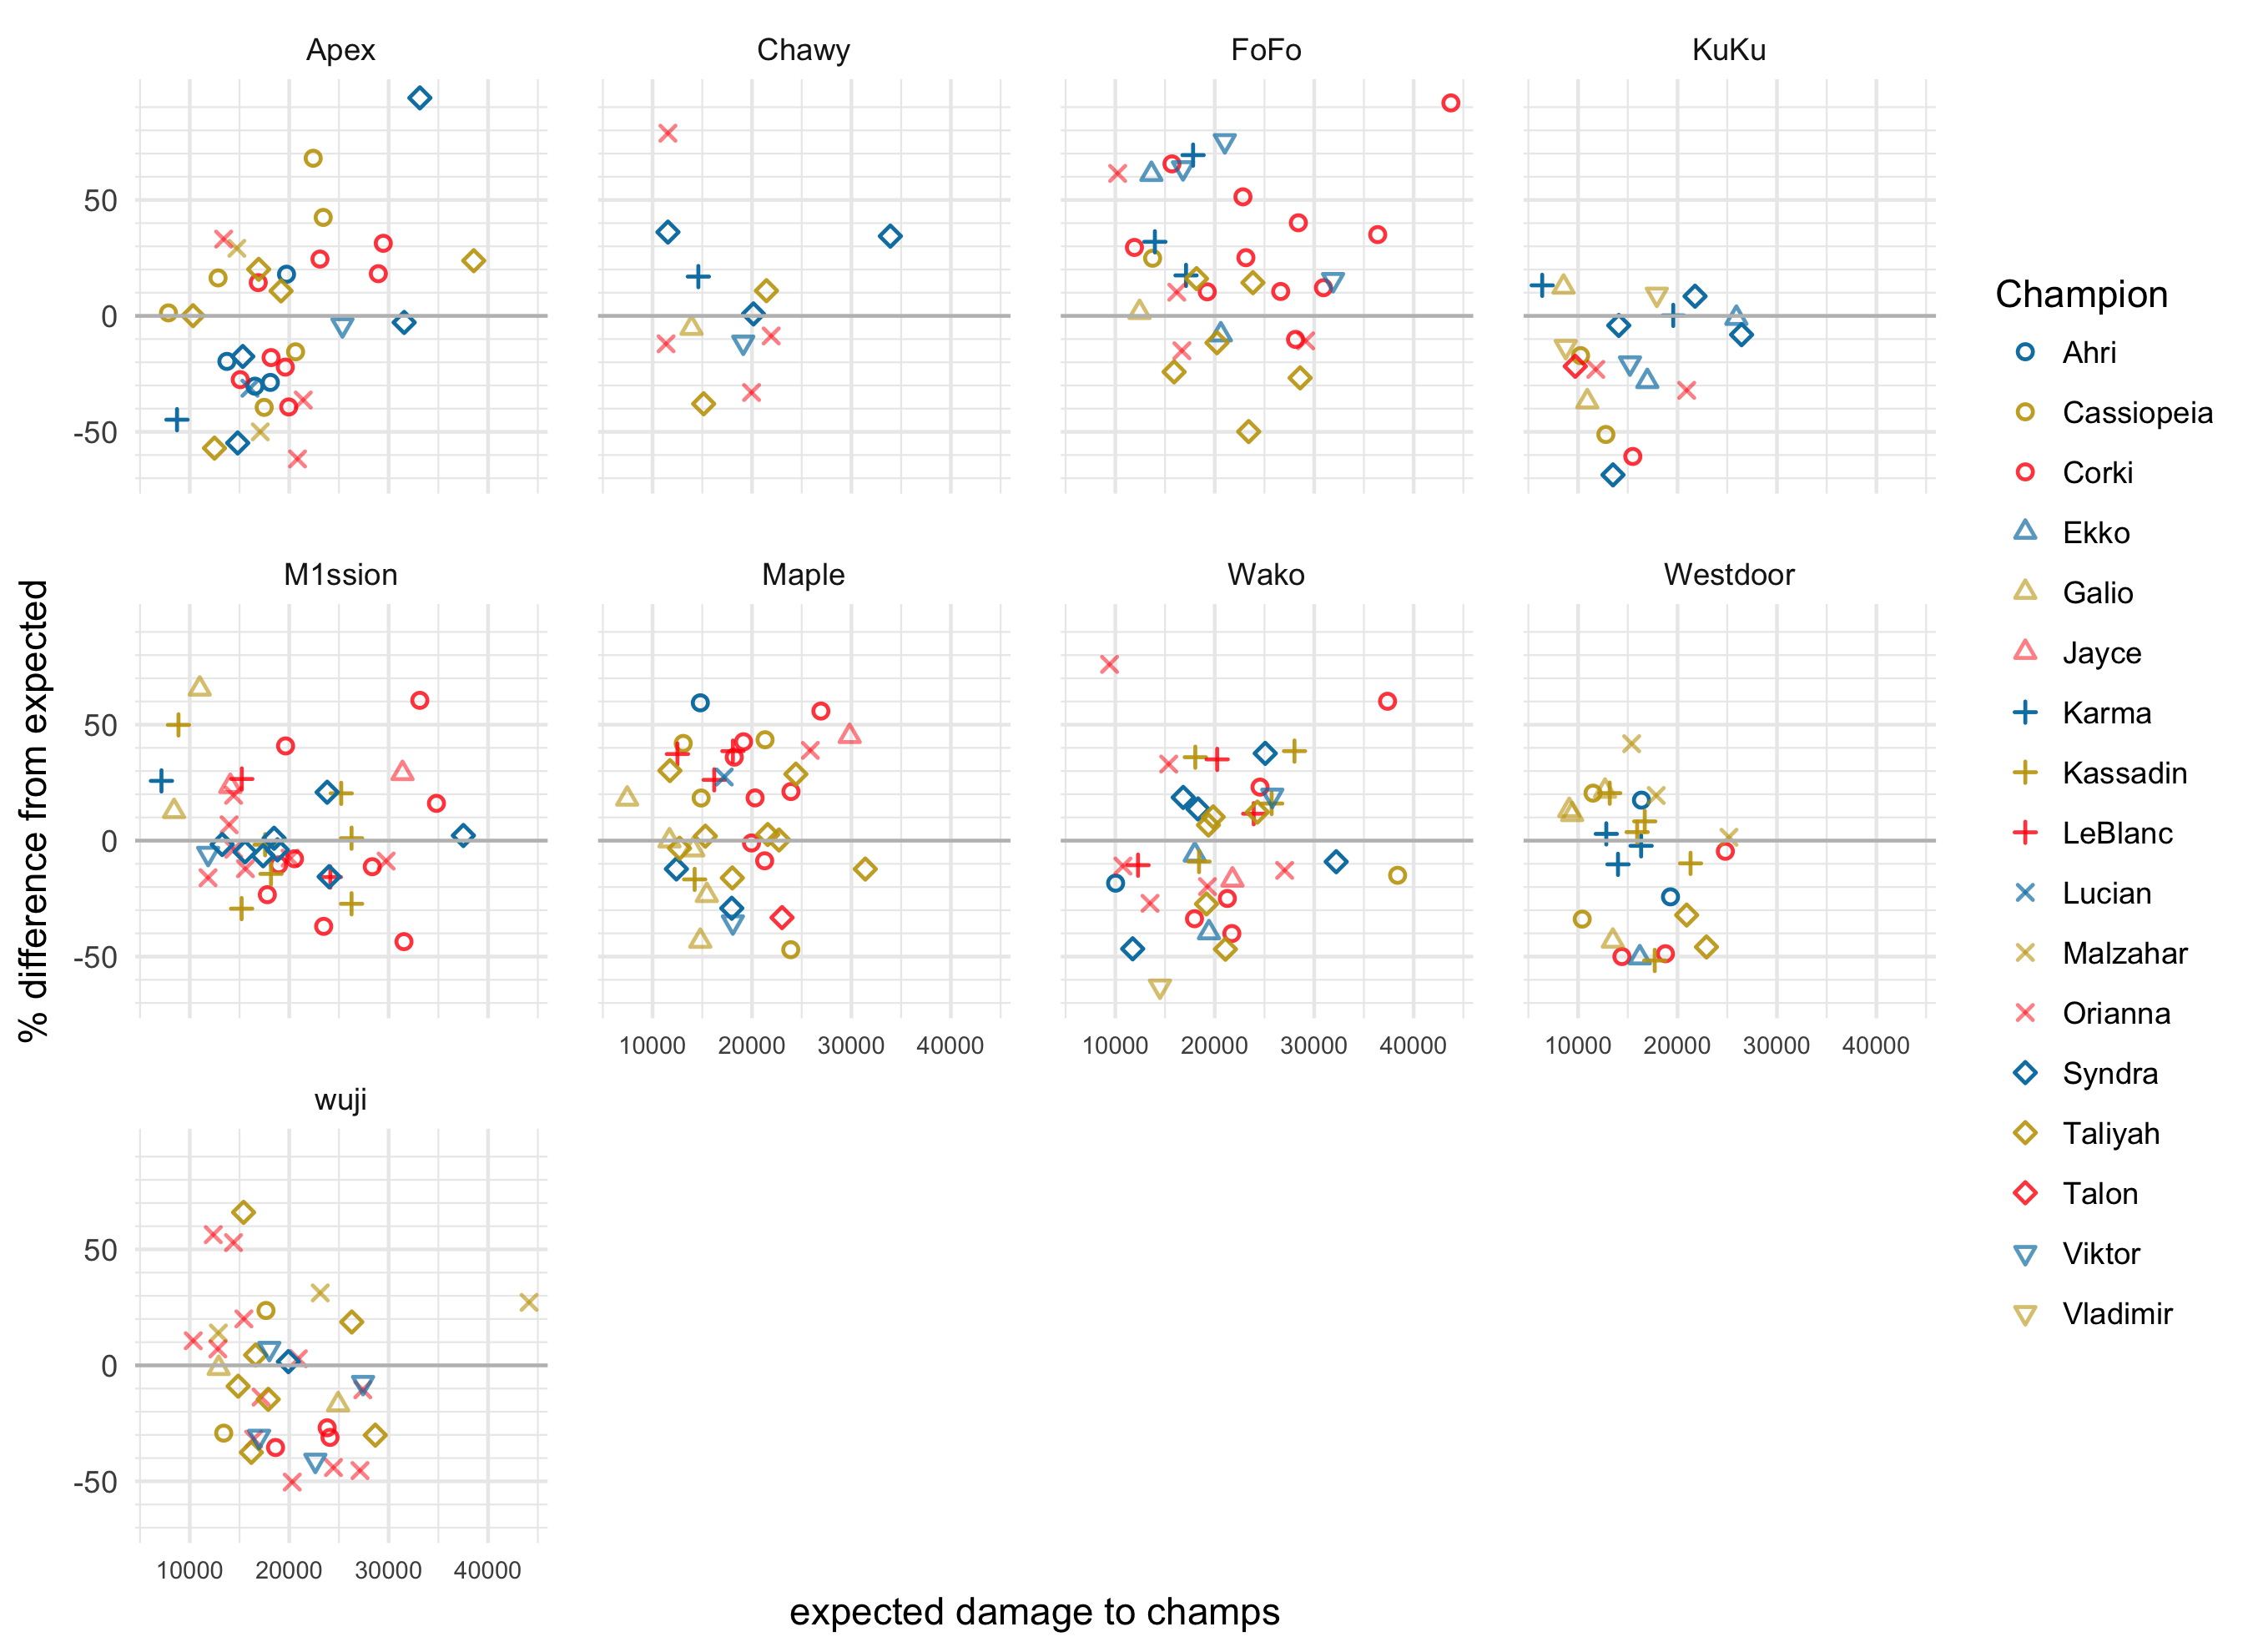 Apex Chawy FoFo KuKu
50
0
-50
M1ssion Maple Wako Westdoor
50
0
-50
10000 20000 30000 40000 10000 20000 30000 40000 10000 20000 30000 40000
wuji
50
0
-50
10000 20000 30000 40000
expected damage to champs
% difference from expected
Champion
Ahri
Cassiopeia
Corki
Ekko
Galio
Jayce
Karma
Kassadin
LeBlanc
Lucian
Malzahar
Orianna
Syndra
Taliyah
Talon
Viktor
Vladimir